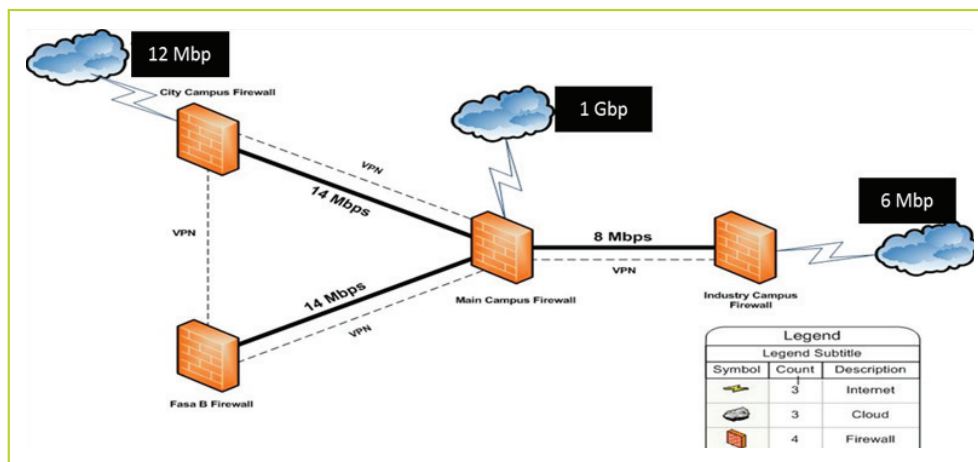 12 Mbp
City Campus Firewall
1 Gbp
VPN
14 Mbps
6 Mbp
VPN
8 Mbps
VPN
Main Campus Firewall
Industry Campus
Firewall
14 Mbps
VPN
Fasa B Firewall
Legend
Legend Subtitle
Symbol Count Description
3 Internet
3 Cloud
4 Firewall